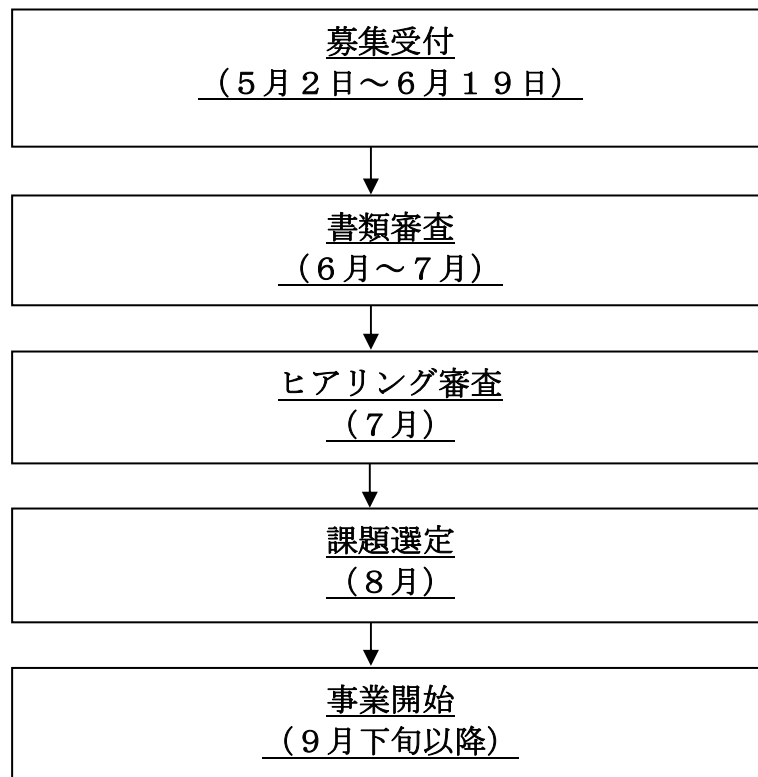 募集受付
（５月２日～６月１９日）
書類審査
（６月～７月）
ヒアリング審査
（７月）
課題選定
（８月）
事業開始
（９月下旬以降）